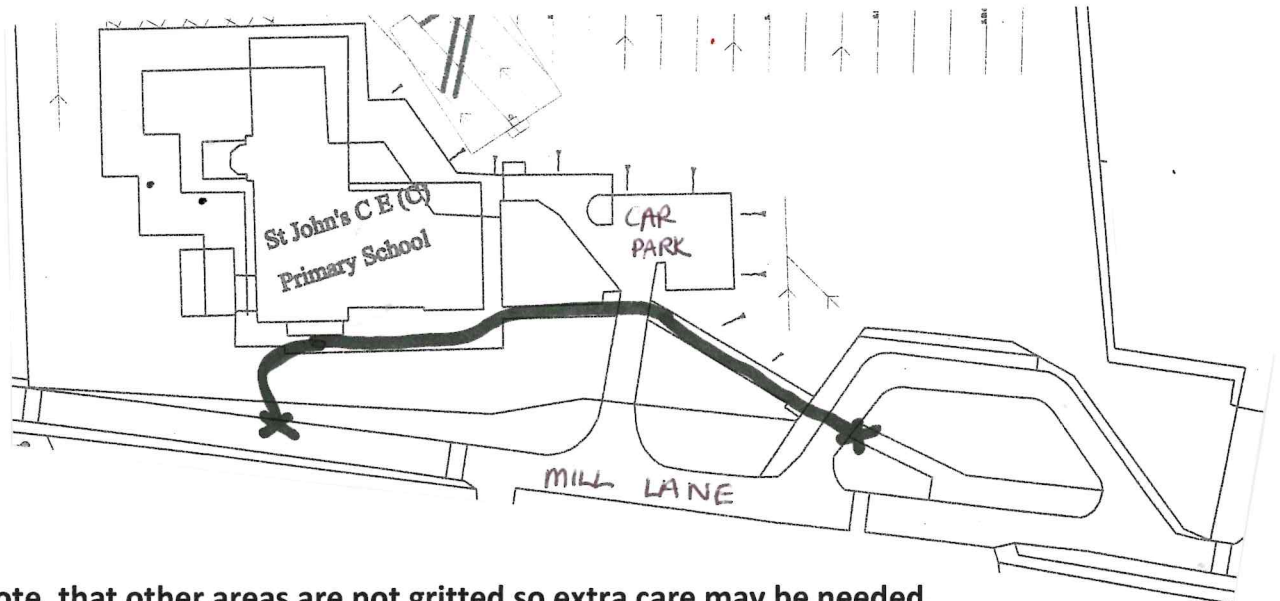 St John's C E (C)
Primary School
CAR
PARK
MILL LANE
ote, that other areas are not gritted so extra care may be needed